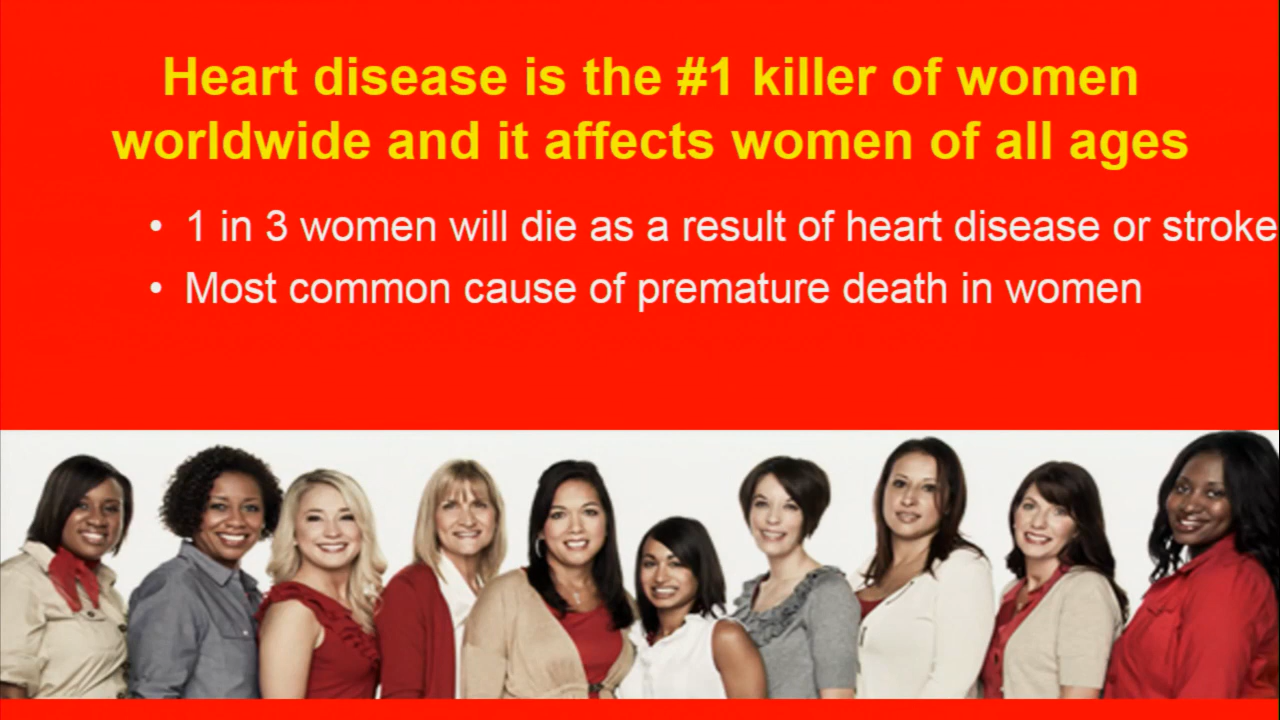 Heart disease is the #1 killer of women
worldwide and it affects women of all ages
• 1 in 3 women will die as a result of heart disease or stroke
• Most common cause of premature death in women